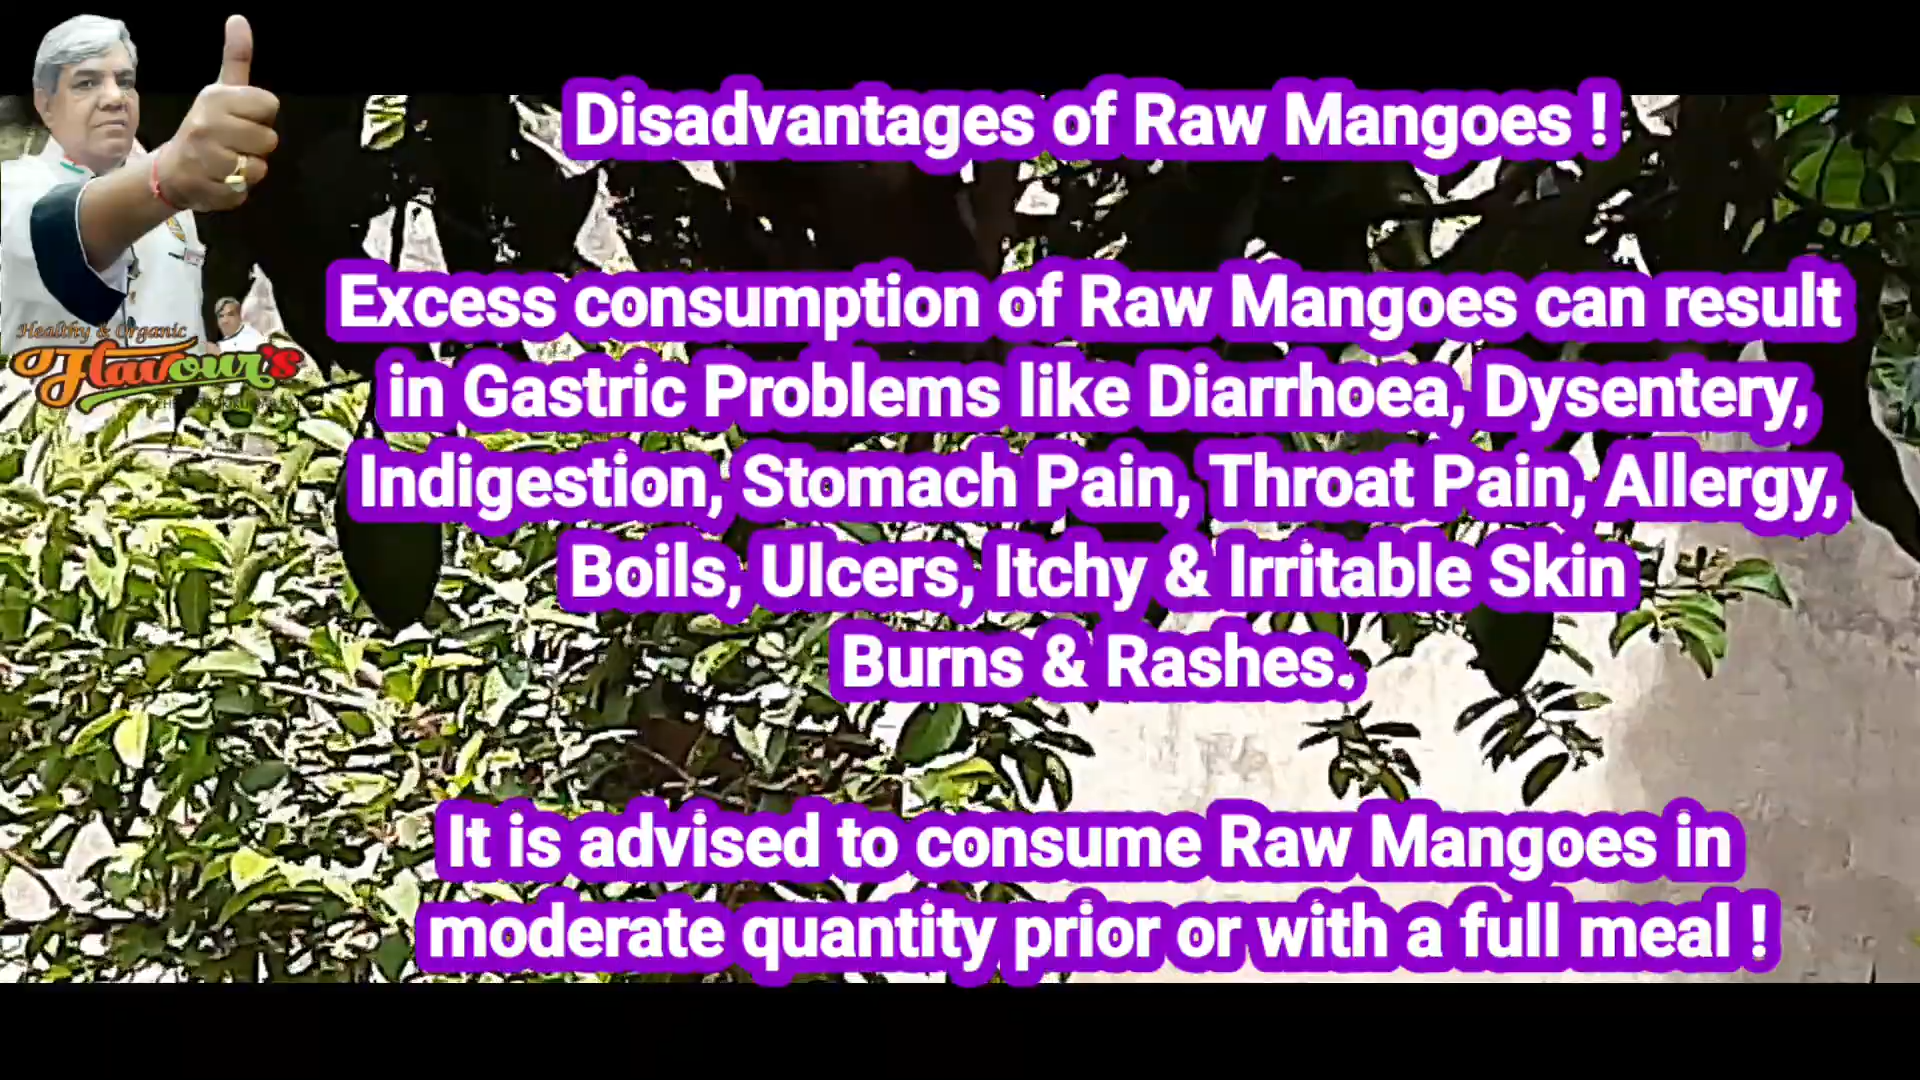 Disadvantages of Raw Mangoes !
Excess consumption of Raw Mangoes can result
in Gastric Problems like Diarrhoea, Dysentery,
Indigestion, Stomach Pain, Throat Pain, Allergy,
Boils, Ulcers, Itchy & Irritable Skin
Burns & Rashes.
It is advised to consume Raw Mangoes in
moderate quantity prior or with a full meal !
Healthy & Organic
Flavour's